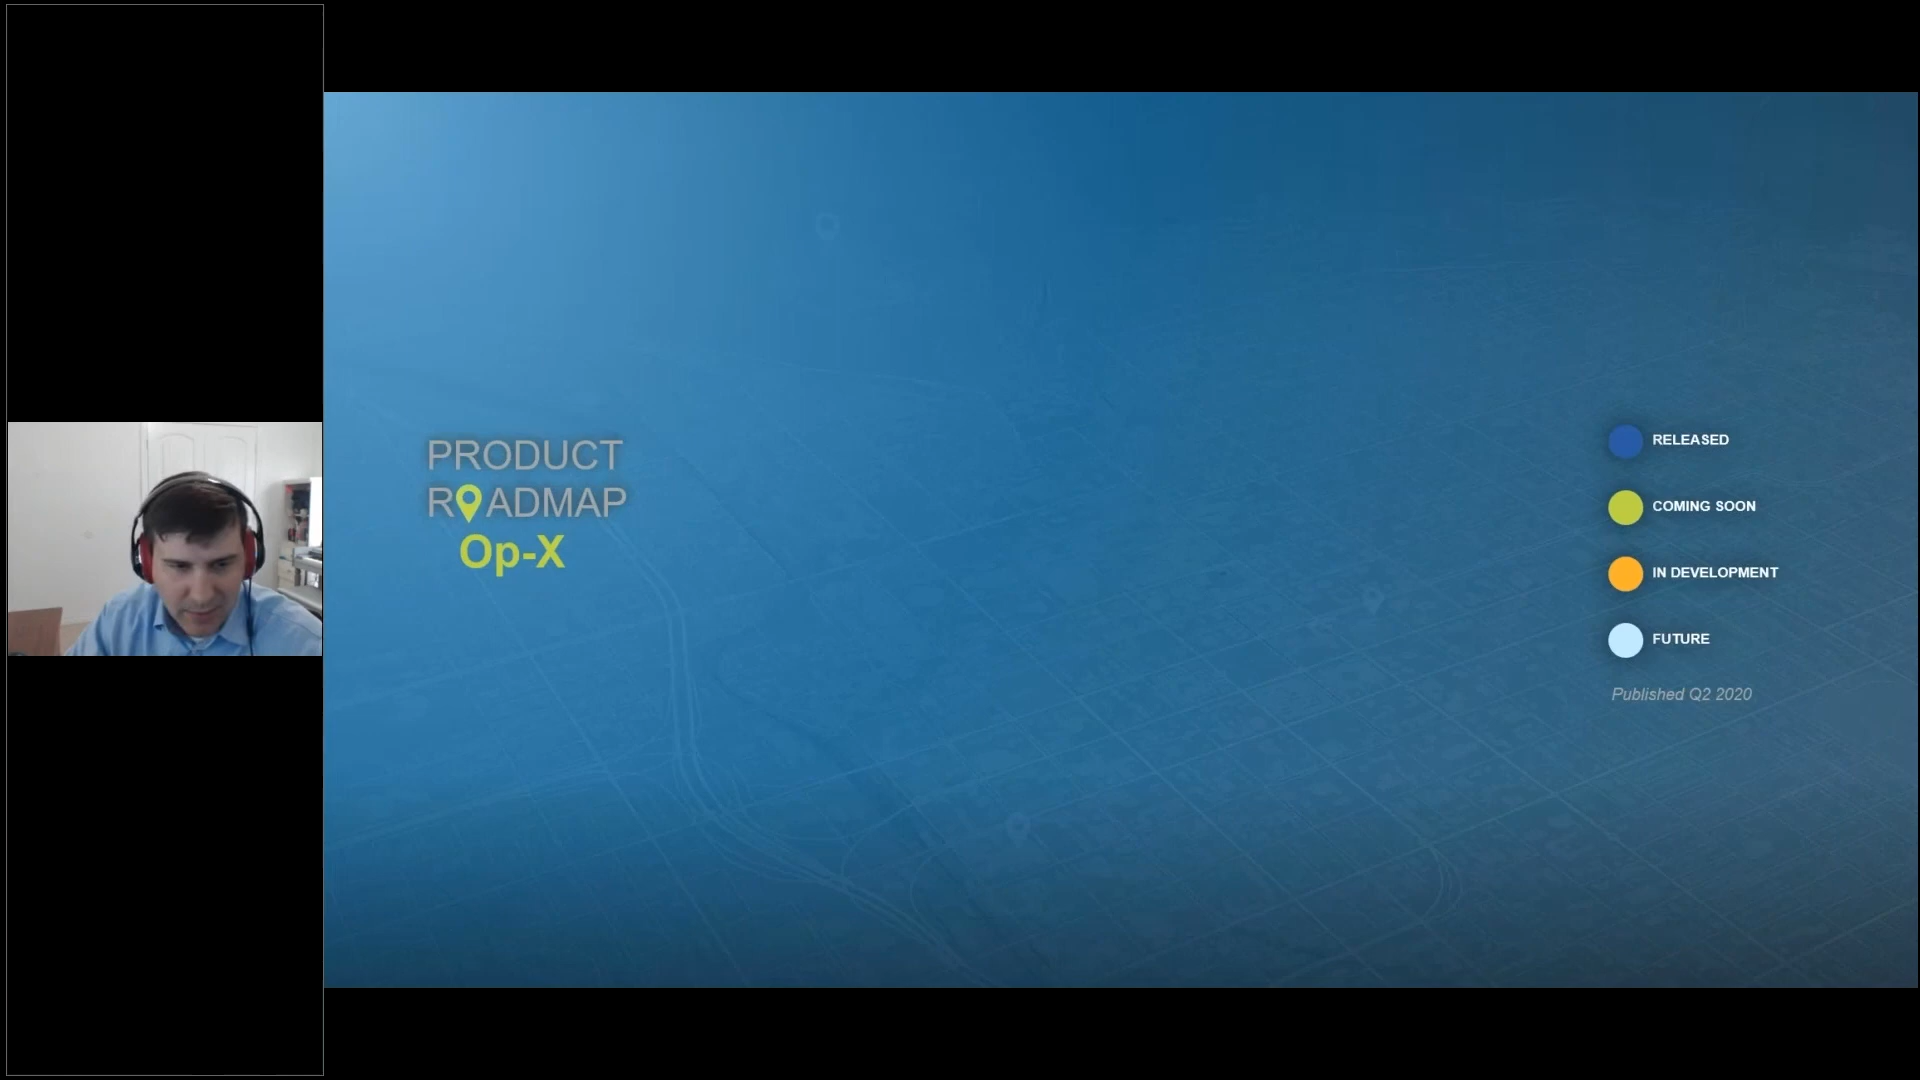 PRODUCT
ROADMAP
Op-X
RELEASED
COMING SOON
IN DEVELOPMENT
FUTURE
Published Q2 2020